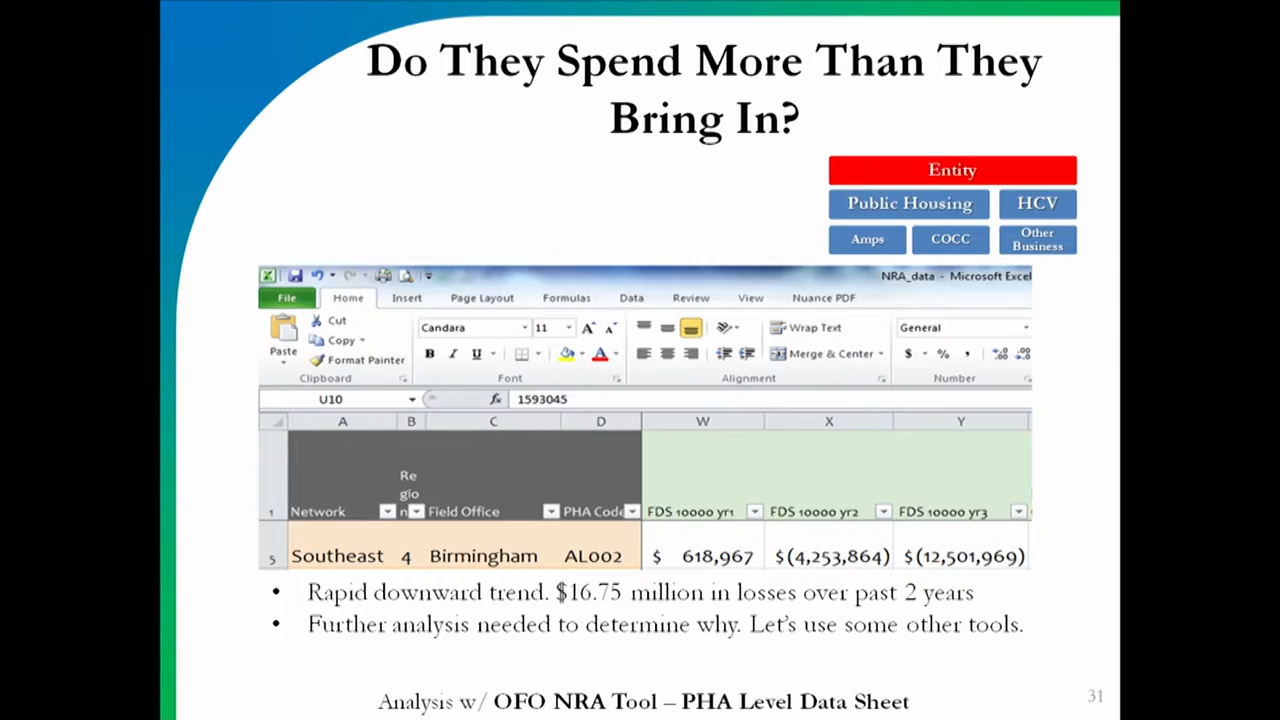 Do They Spend More Than They
Bring In?
Entity
Public Housing HCV
Amps COCC Other
Business
NRA_data - Microsoft Excel
File Home Insert Page Layout Formulas Data Review View Nuance PDF
Paste
Cut
Copy
Format Painter
Candara 11 A A
B I U A
Wrap Text
Merge & Center
General
$ % ,
Clipboard Font Alignment Number
U10 fx 1593045
A B C D W X Y
1 Network Re
gio
n Field Office PHA Code FDS 10000 yr1 FDS 10000 yr2 FDS 10000 yr3
5 Southeast 4 Birmingham AL002 $ 618,967 $(4,253,864) $(12,501,969)
• Rapid downward trend. $16.75 million in losses over past 2 years
• Further analysis needed to determine why. Let's use some other tools.
Analysis w/ OFO NRA Tool – PHA Level Data Sheet
31